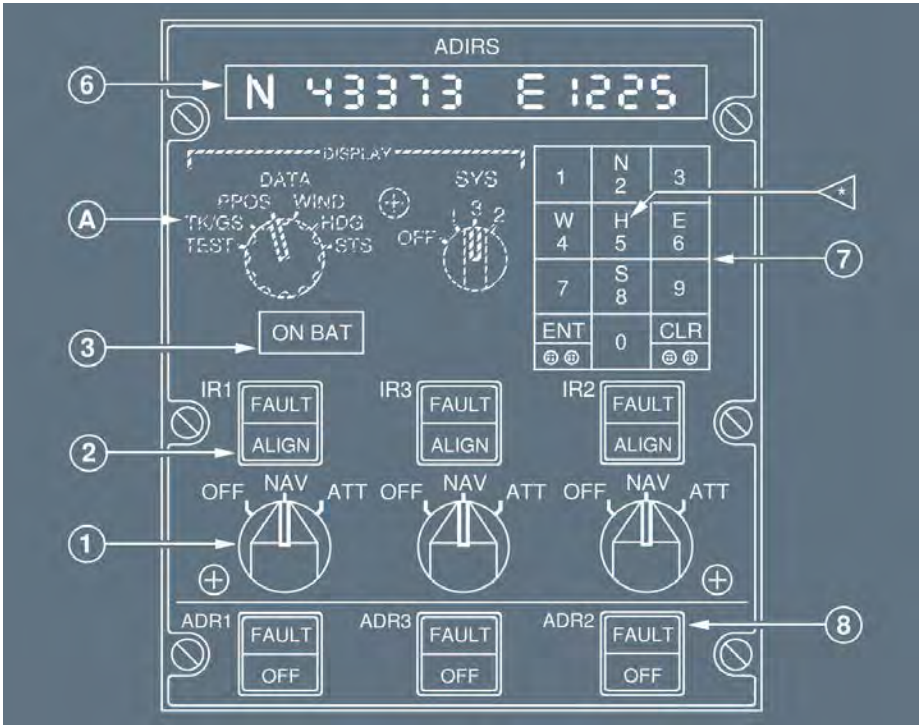 ADIRS
6
N 43373 E1225
DISPLAY
DATA
SYS
PPOS WIND
TK/GS HDG
TEST STS
A
OFF 1 3 2
1 N 2 3
*
W 4 H 5 E 6
7
7 S 8 9
ENT 0 CLR
ON BAT
3
IR1 FAULT IR3 FAULT IR2 FAULT
ALIGN ALIGN ALIGN
2
OFF NAV ATT OFF NAV ATT OFF NAV ATT
1
ADR1 FAULT ADR3 FAULT ADR2 FAULT
8
OFF OFF OFF